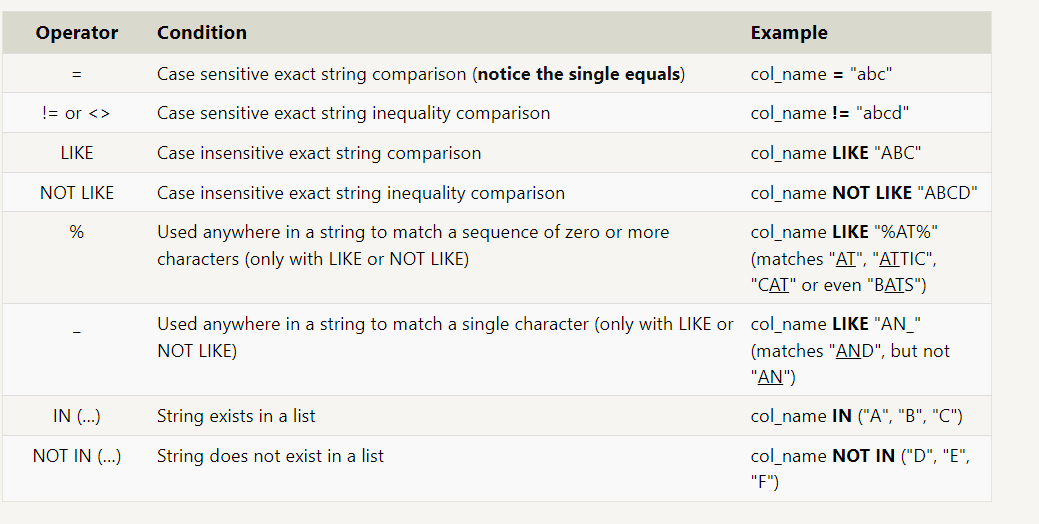 Operator Condition Example
= Case sensitive exact string comparison (notice the single equals) col_name = "abc"
!= or <> Case sensitive exact string inequality comparison col_name != "abcd"
LIKE Case insensitive exact string comparison col_name LIKE "ABC"
NOT LIKE Case insensitive exact string inequality comparison col_name NOT LIKE "ABCD"
% Used anywhere in a string to match a sequence of zero or more col_name LIKE "%AT%"
characters (only with LIKE or NOT LIKE) (matches "AT", "ATTIC",
"CAT" or even "BATS")
_ Used anywhere in a string to match a single character (only with LIKE or col_name LIKE "AN_"
NOT LIKE) (matches "AND", but not
"AN")
IN (…) String exists in a list col_name IN ("A", "B", "C")
NOT IN (…) String does not exist in a list col_name NOT IN ("D", "E",
"F")